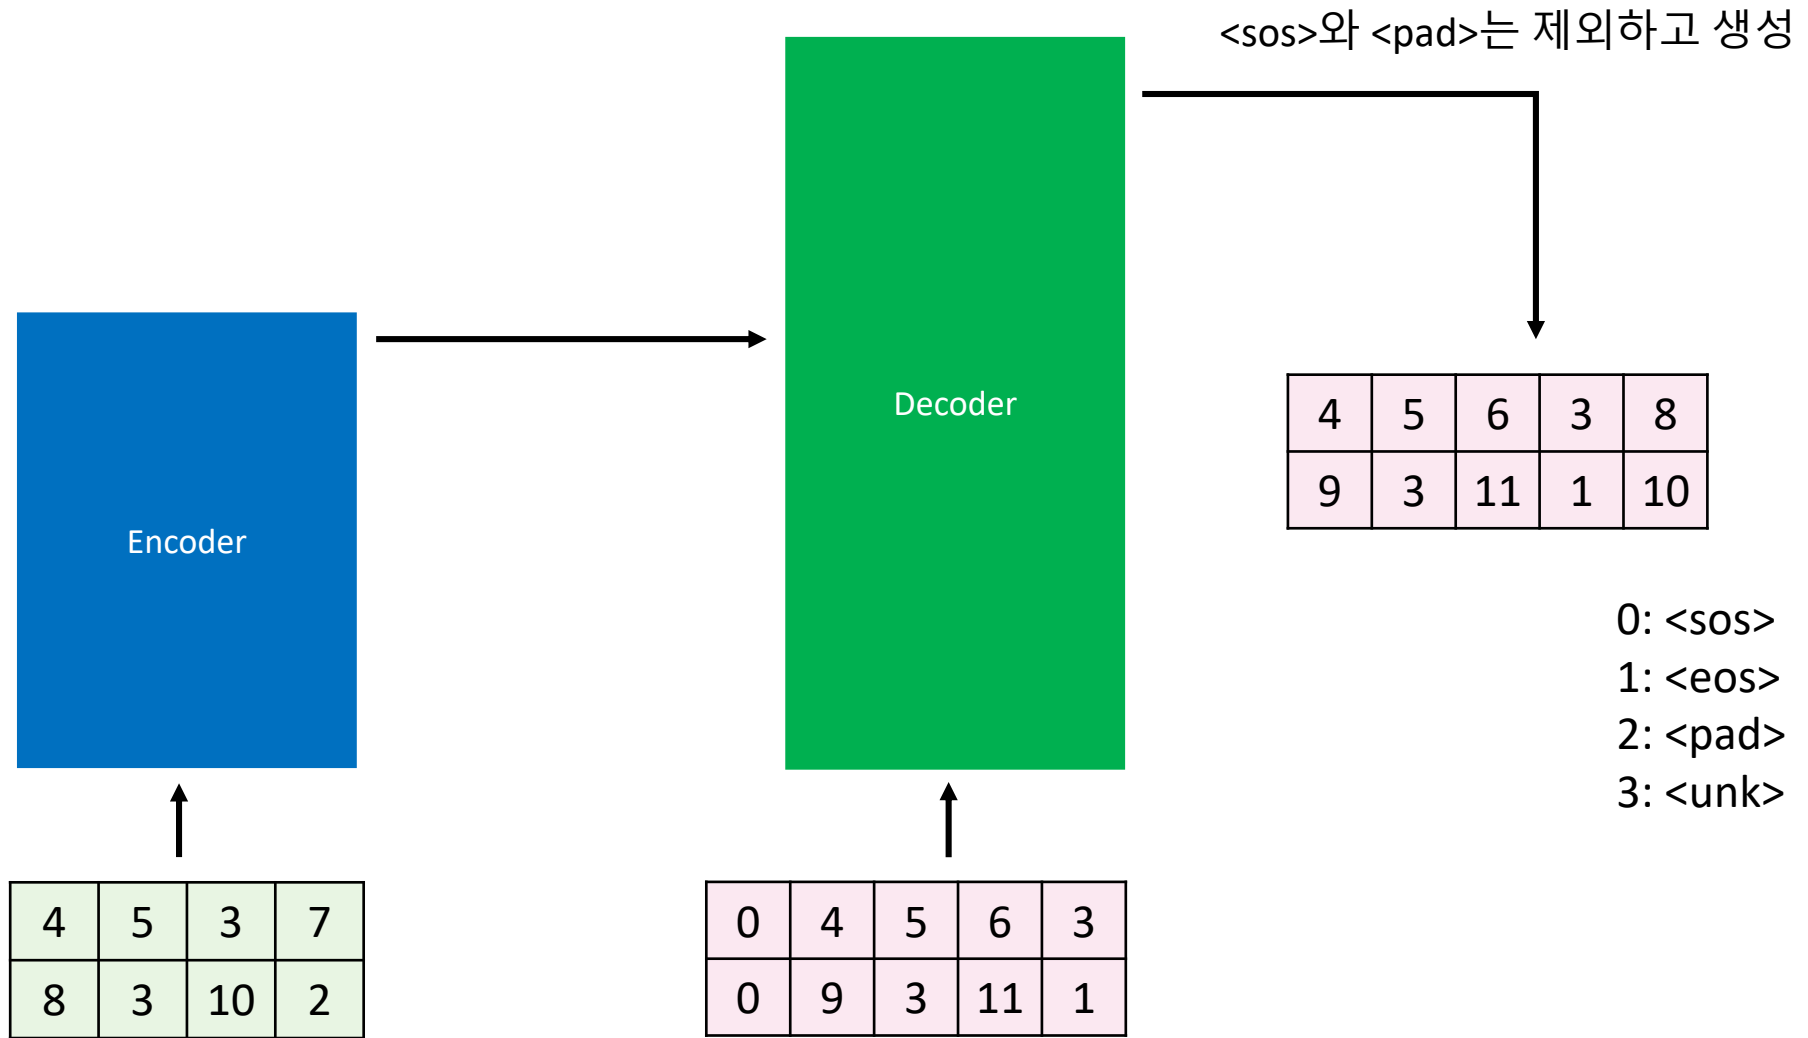 <sos>와 <pad>는 제외하고 생성
Encoder
Decoder
4 5 6 3 8
9 3 11 1 10
0: <sos>
1: <eos>
2: <pad>
3: <unk>
4 5 3 7
8 3 10 2
0 4 5 6 3
0 9 3 11 1